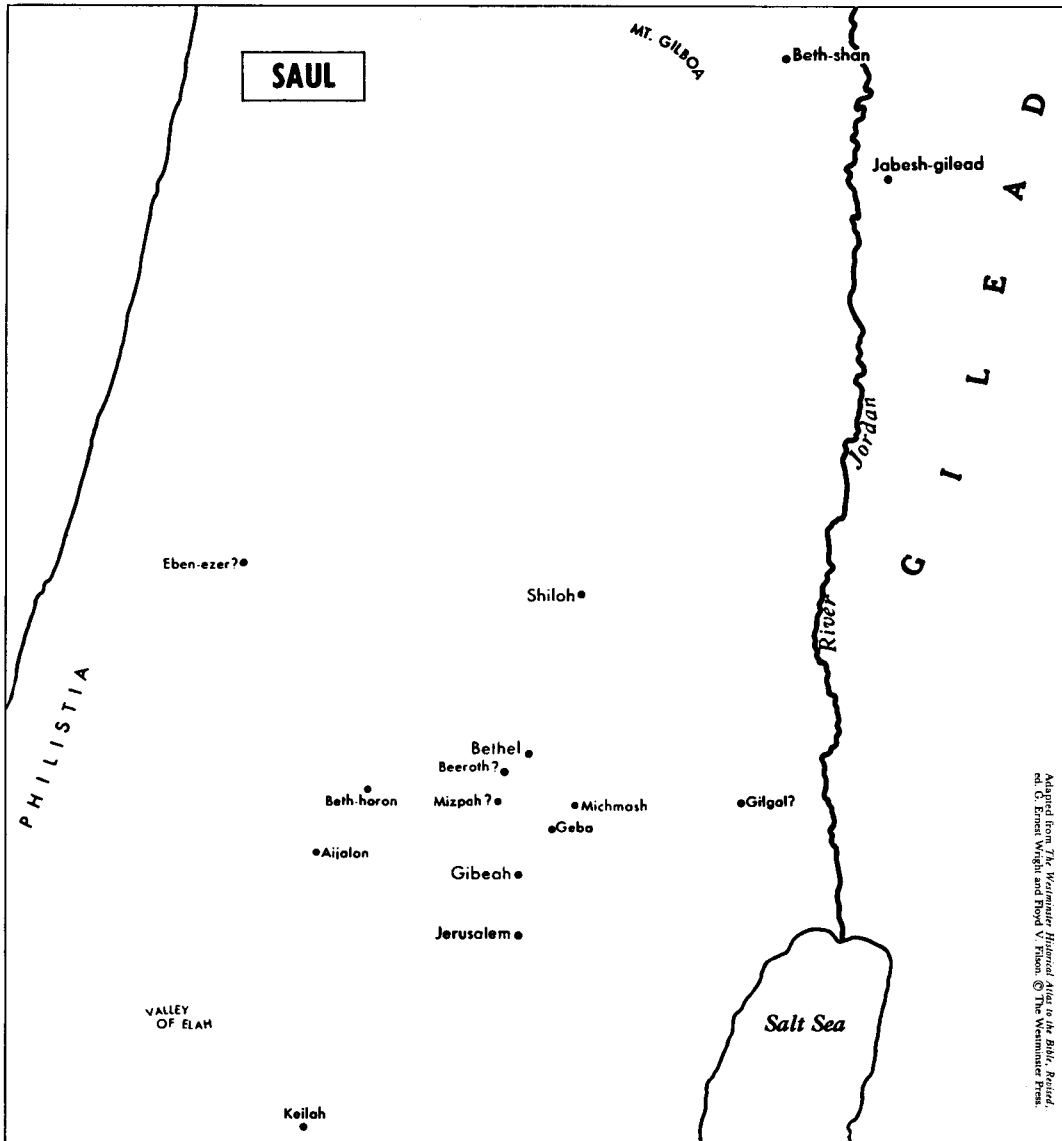 SAUL
MT. GILBOA
Beth-shan
Jabesh-gilead
GILEAD
Jordan
River
Eben-ezer?
Shiloh
PHILISTIA
Bethel
Beeroth?
Beth-horon
Mizpah?
Michmash
Gilgal?
Geba
Aijalon
Gibeah
Jerusalem
VALLEY
OF ELAH
Salt Sea
Keilah
Adapted from The Westminster Historical Atlas to the Bible, Revised,
ed. G. Ernest Wright and Floyd V. Filson. © The Westminster Press.